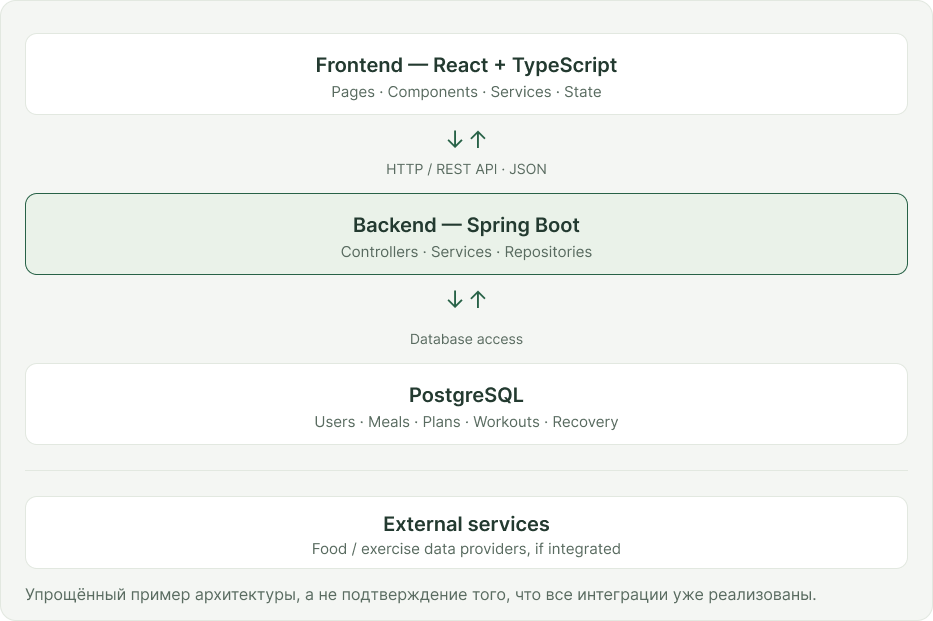 Frontend — React + TypeScript
Pages · Components · Services · State
↓ ↑
HTTP / REST API · JSON
Backend — Spring Boot
Controllers · Services · Repositories
↓ ↑
Database access
PostgreSQL
Users · Meals · Plans · Workouts · Recovery
External services
Food / exercise data providers, if integrated
Упрощённый пример архитектуры, а не подтверждение того, что все интеграции уже реализованы.